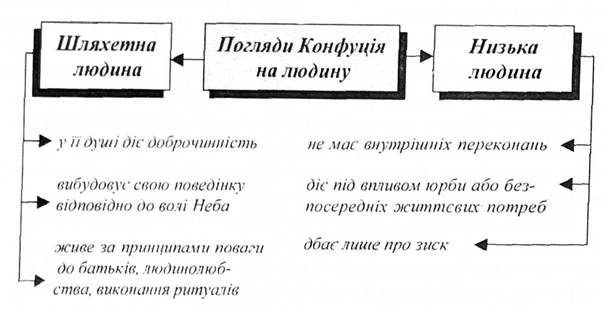 Шляхетна людина
Погляди Конфуція на людину
Низька людина
у її душі діє доброчинність
вибудовує свою поведінку
відповідно до волі Неба
живе за принципами поваги
до батьків, людинолюб-
ства, виконання ритуалів
не має внутрішніх переконань
діє під впливом юрби або без-
посередніх життєвих потреб
дбає лише про зиск